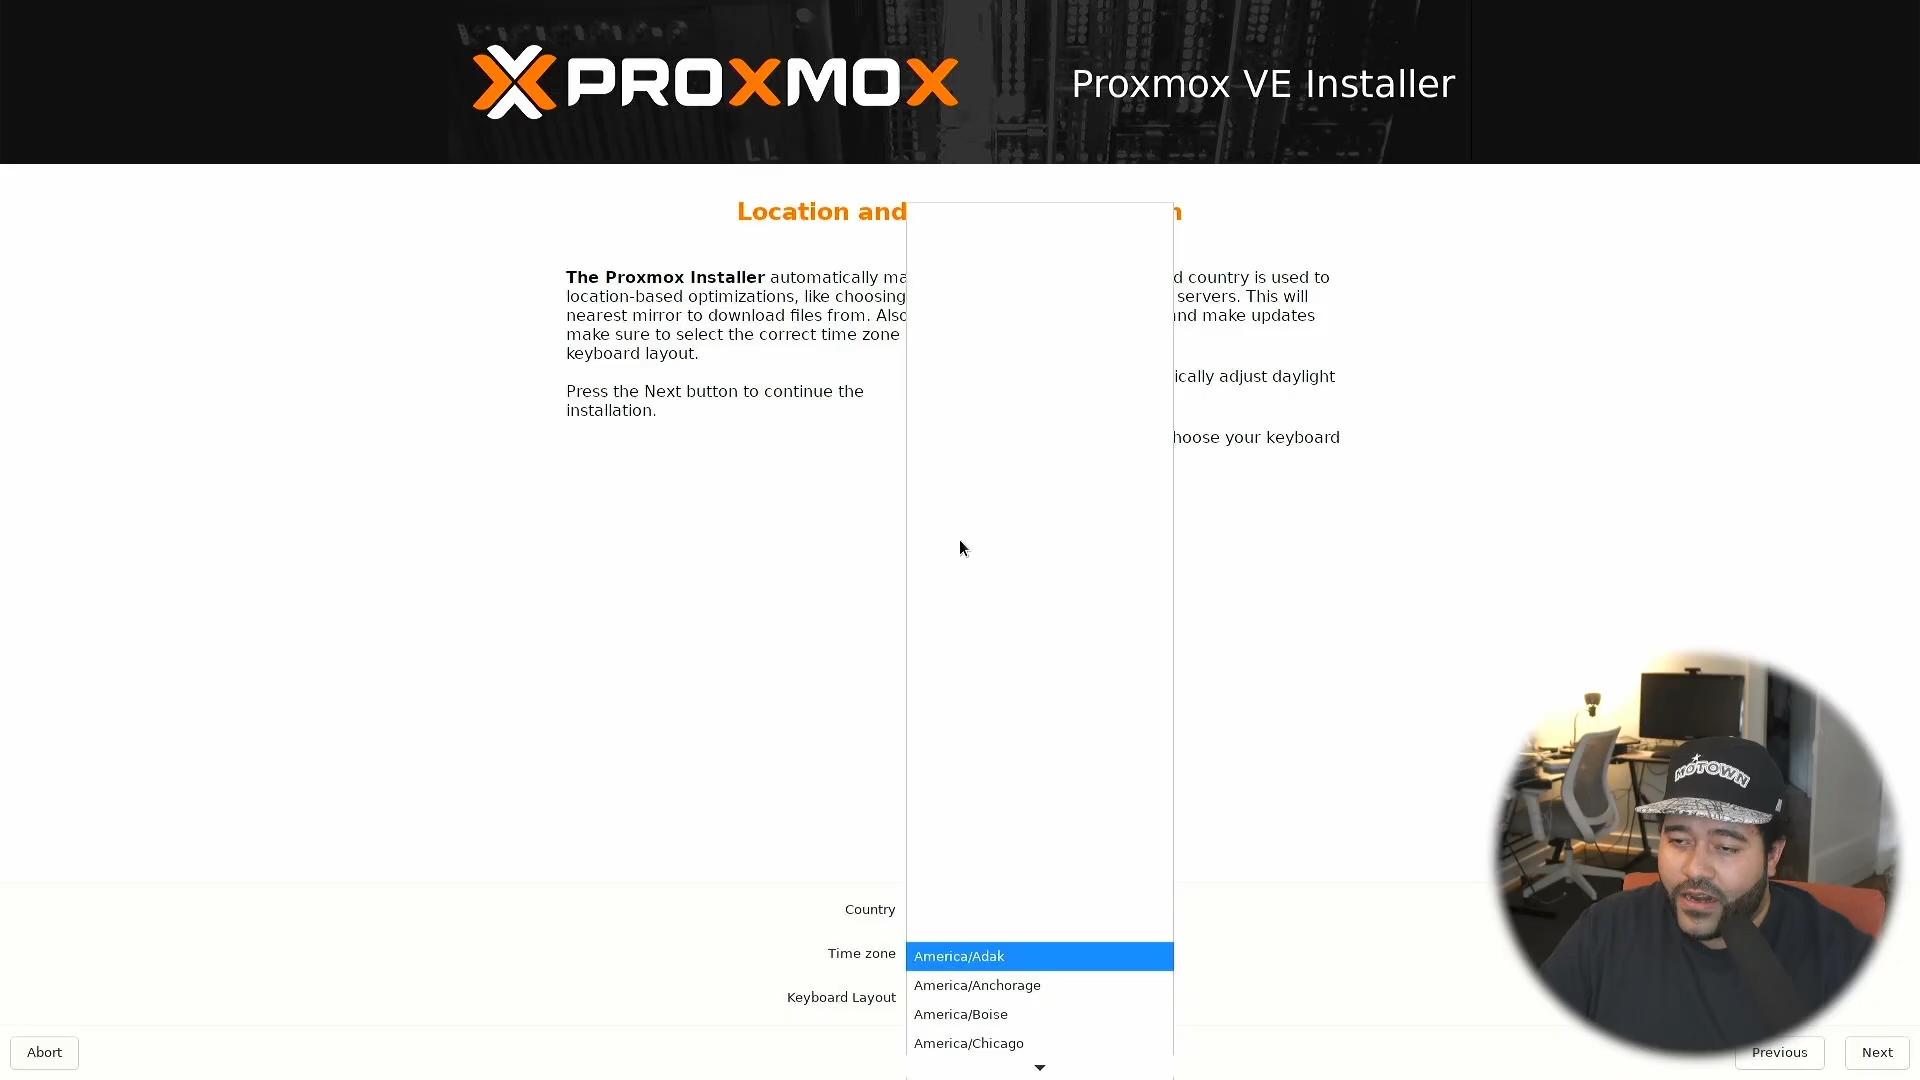 PROXMOX
Proxmox VE Installer
Location and
The Proxmox Installer automatically
location-based optimizations, like choosing
nearest mirror to download files from. Also
make sure to select the correct time zone
keyboard layout.
Press the Next button to continue the
installation.
country is used to
servers. This will
and make updates
adjust daylight
choose your keyboard
Country
Time zone
Keyboard Layout
America/Adak
America/Anchorage
America/Boise
America/Chicago
MOTOWN
Abort
Previous
Next